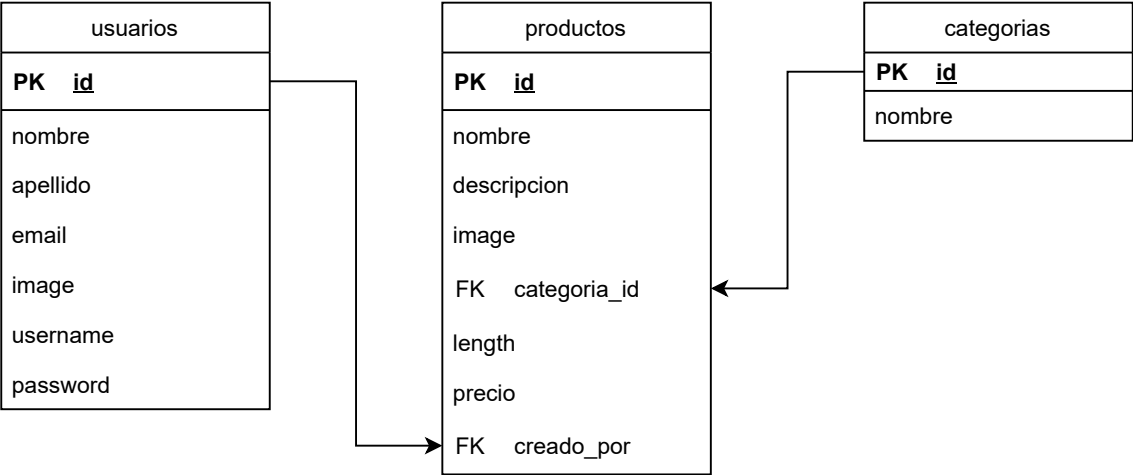 usuarios
PK id
nombre
apellido
email
image
username
password
productos
PK id
nombre
descripcion
image
FK categoria_id
length
precio
FK creado_por
categorias
PK id
nombre